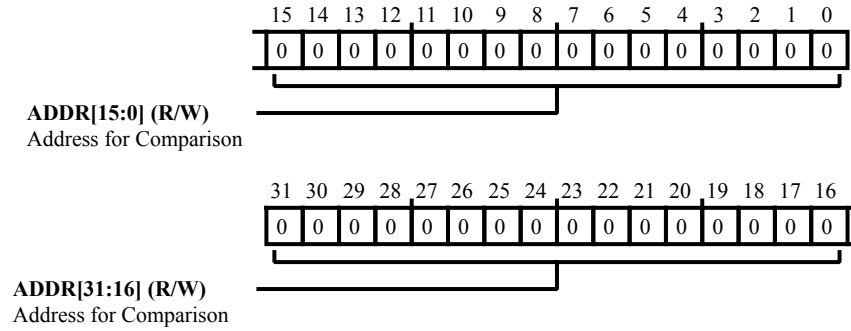 15 14 13 12 11 10 9 8 7 6 5 4 3 2 1 0
0 0 0 0 0 0 0 0 0 0 0 0 0 0 0 0
ADDR[15:0] (R/W)
Address for Comparison
31 30 29 28 27 26 25 24 23 22 21 20 19 18 17 16
0 0 0 0 0 0 0 0 0 0 0 0 0 0 0 0
ADDR[31:16] (R/W)
Address for Comparison